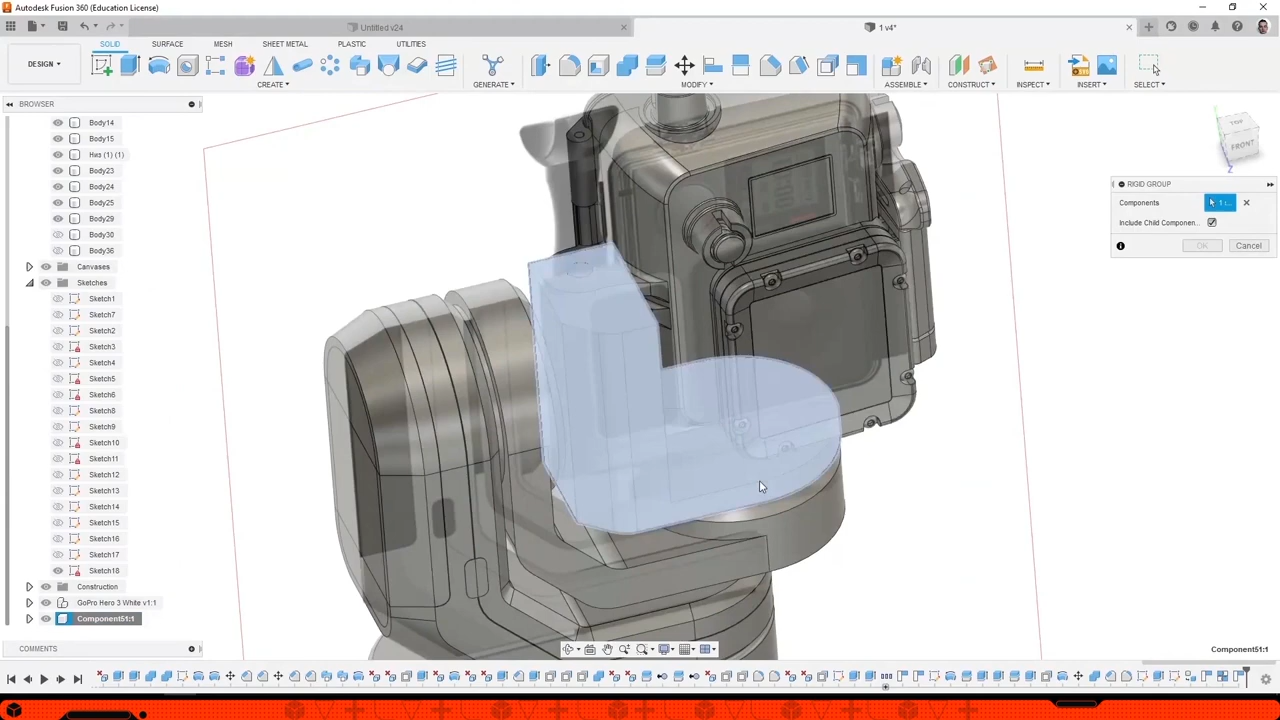 Autodesk Fusion 360 (Education License)
Untitled v24
1 v4*
SOLID SURFACE MESH SHEET METAL PLASTIC UTILITIES
DESIGN
CREATE GENERATE MODIFY ASSEMBLE CONSTRUCT INSPECT INSERT SELECT
BROWSER
Body14
Body15
Низ (1) (1)
Body23
Body24
Body25
Body29
Body30
Body36
Canvases
Sketches
Sketch1
Sketch7
Sketch2
Sketch3
Sketch4
Sketch5
Sketch6
Sketch8
Sketch9
Sketch10
Sketch11
Sketch12
Sketch13
Sketch14
Sketch15
Sketch16
Sketch17
Sketch18
Construction
GoPro Hero 3 White v1:1
Component51:1
COMMENTS
TOP
FRONT
Z
RIGID GROUP
Components 1 :...
Include Child Componen...
OK Cancel
Component51:1